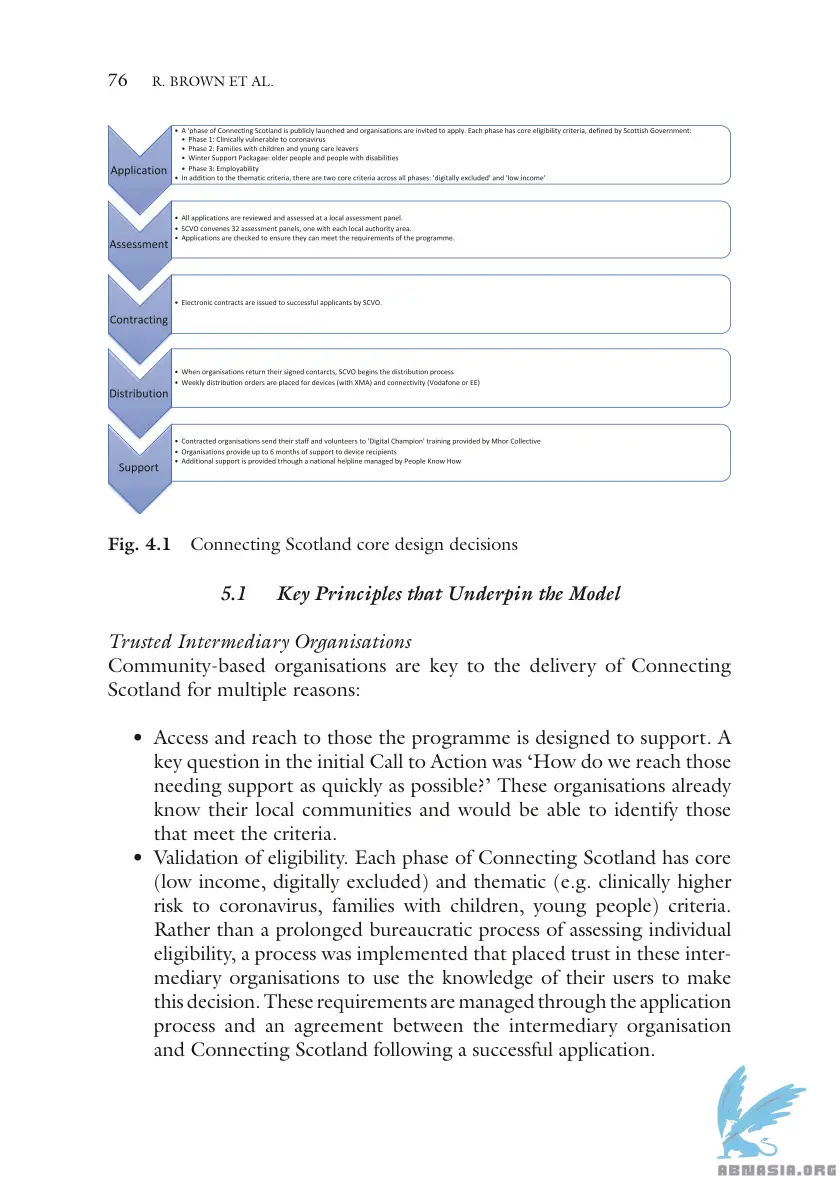 76 R. BROWN ET AL.
Application
• A 'phase of Connecting Scotland is publicly launched and organisations are invited to apply. Each phase has core eligibility criteria, defined by Scottish Government:
• Phase 1: Clinically vulnerable to coronavirus
• Phase 2: Families with children and young care leavers
• Winter Support Packagae: older people and people with disabilities
• Phase 3: Employability
• In addition to the thematic criteria, there are two core criteria across all phases: 'digitally excluded' and 'low income'
Assessment
• All applications are reviewed and assessed at a local assessment panel.
• SCVO convenes 32 assessment panels, one with each local authority area.
• Applications are checked to ensure they can meet the requirements of the programme.
Contracting
• Electronic contracts are issued to successful applicants by SCVO.
Distribution
• When organisations return their signed contarcts, SCVO begins the distribution process
• Weekly distribution orders are placed for devices (with XMA) and connectivity (Vodafone or EE)
Support
• Contracted organisations send their staff and volunteers to 'Digital Champion' training provided by Mhor Collective
• Organisations provide up to 6 months of support to device recipients
• Additional support is provided trhough a national helpline managed by People Know How
Fig. 4.1 Connecting Scotland core design decisions
5.1 Key Principles that Underpin the Model
Trusted Intermediary Organisations
Community-based organisations are key to the delivery of Connecting
Scotland for multiple reasons:
• Access and reach to those the programme is designed to support. A
key question in the initial Call to Action was ‘How do we reach those
needing support as quickly as possible?’ These organisations already
know their local communities and would be able to identify those
that meet the criteria.
• Validation of eligibility. Each phase of Connecting Scotland has core
(low income, digitally excluded) and thematic (e.g. clinically higher
risk to coronavirus, families with children, young people) criteria.
Rather than a prolonged bureaucratic process of assessing individual
eligibility, a process was implemented that placed trust in these inter-
mediary organisations to use the knowledge of their users to make
this decision. These requirements are managed through the application
process and an agreement between the intermediary organisation
and Connecting Scotland following a successful application.
ABNASIA.ORG